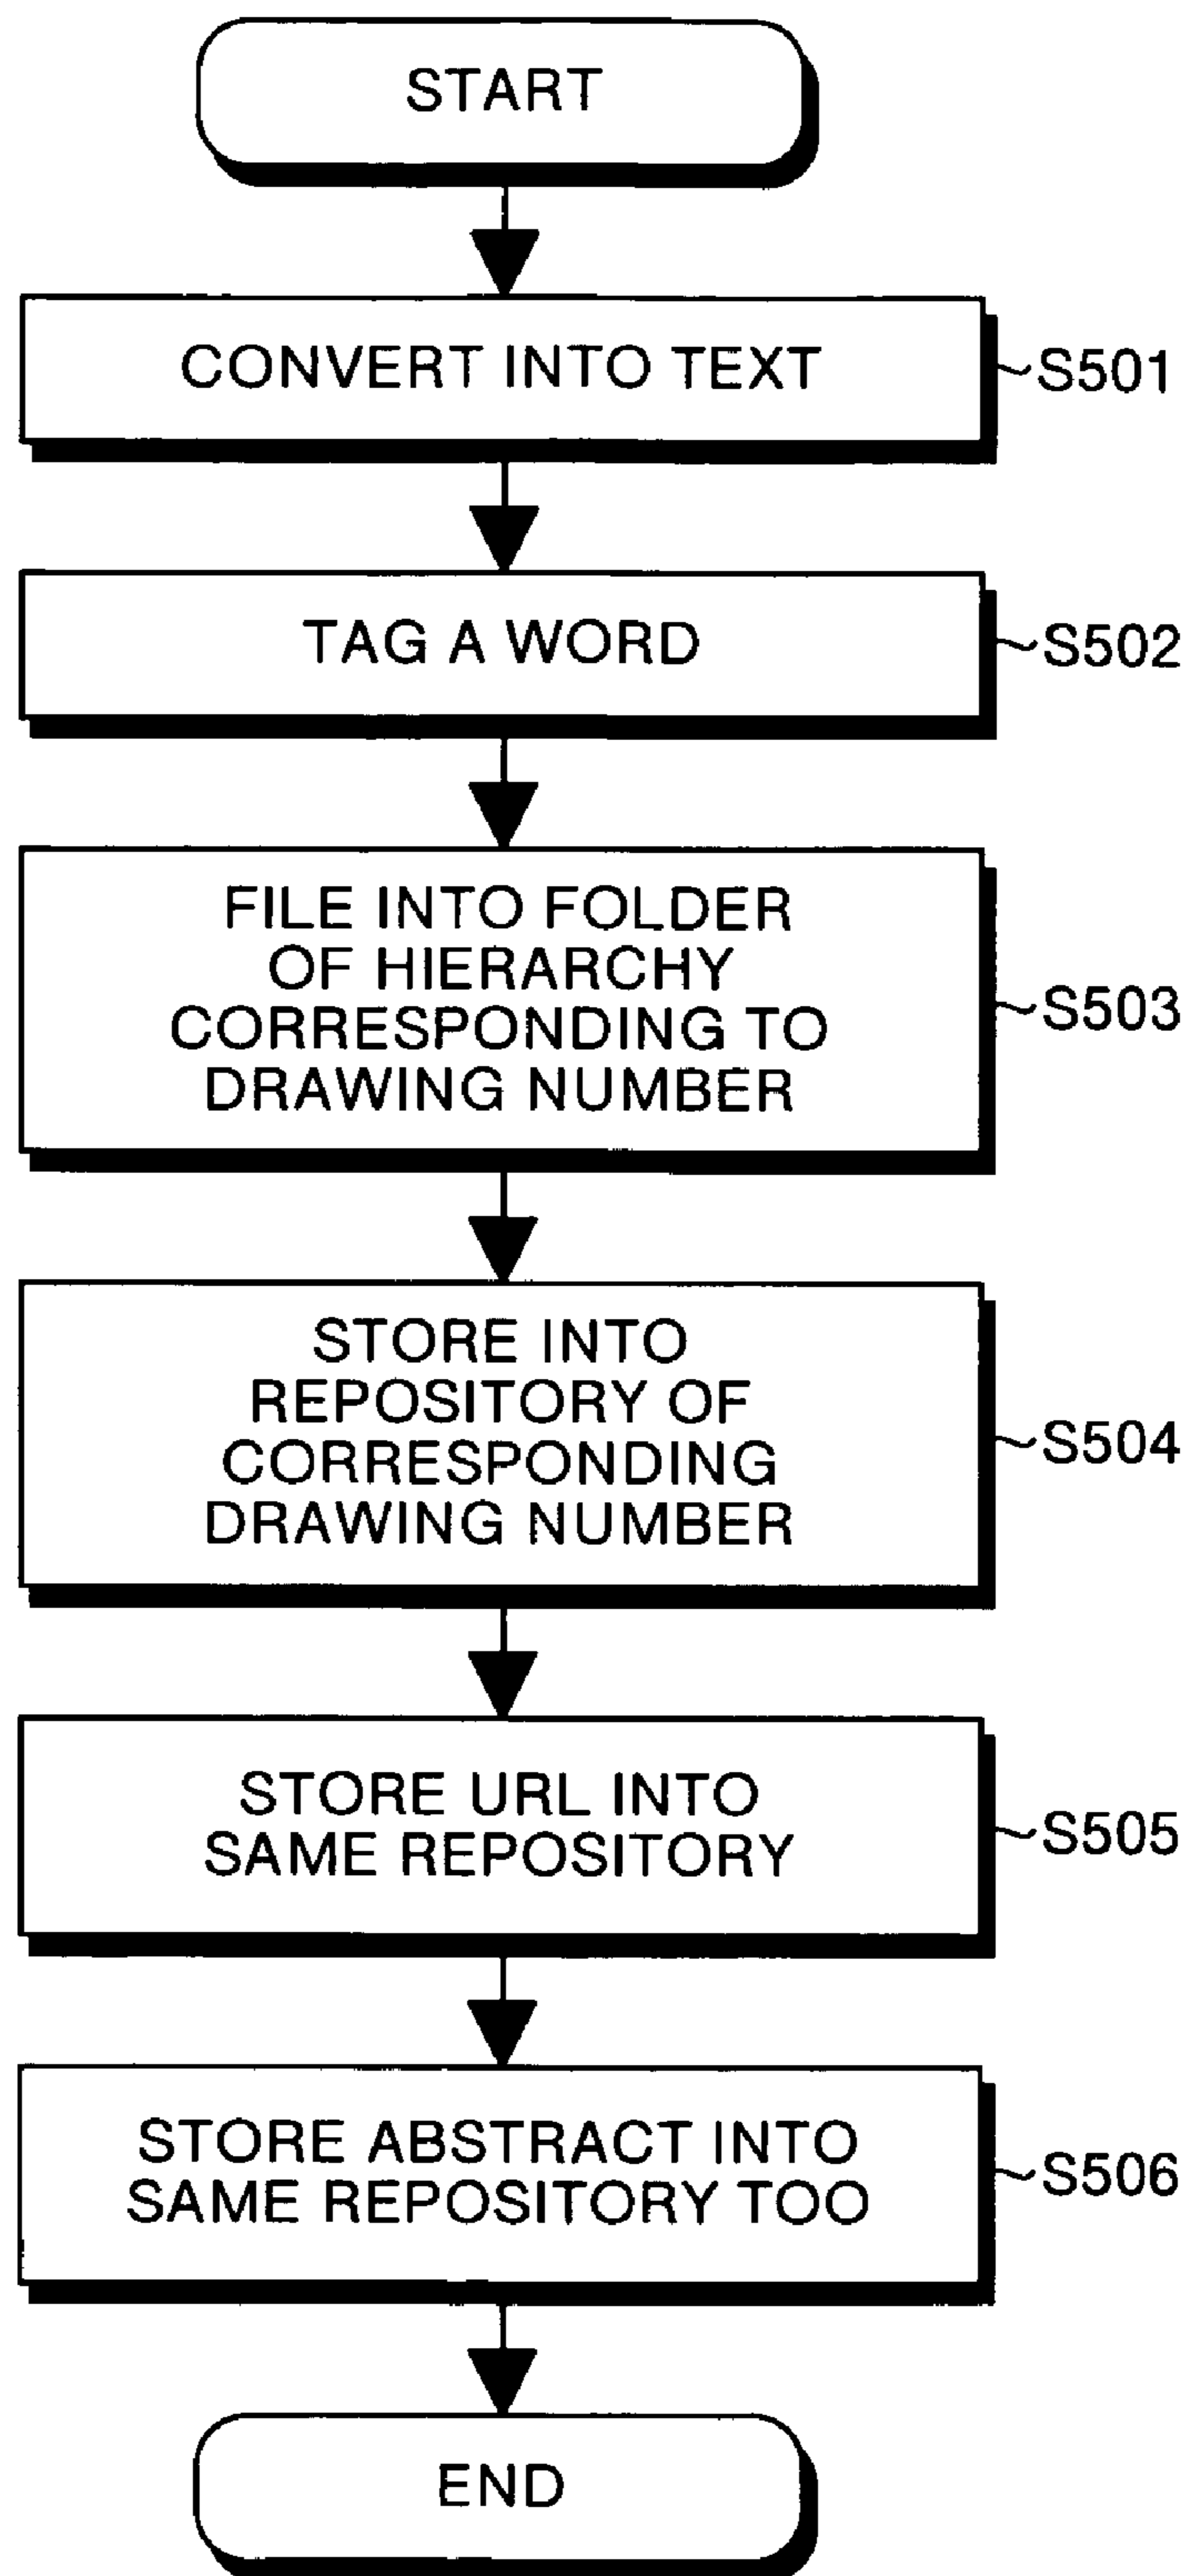 START
CONVERT INTO TEXT
S501
TAG A WORD
S502
FILE INTO FOLDER
OF HIERARCHY
CORRESPONDING TO
DRAWING NUMBER
S503
STORE INTO
REPOSITORY OF
CORRESPONDING
DRAWING NUMBER
S504
STORE URL INTO
SAME REPOSITORY
S505
STORE ABSTRACT INTO
SAME REPOSITORY TOO
S506
END